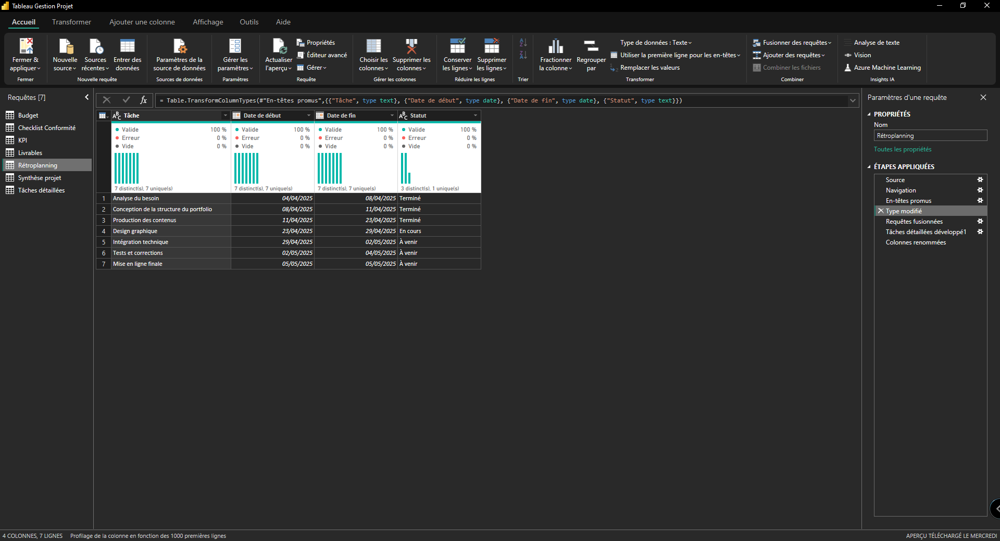 Tableau Gestion Projet
Accueil Transformer Ajouter une colonne Affichage Outils Aide
Fermer & appliquer
Fermer
Nouvelle source
Sources récentes
Entrer des données
Nouvelle requête
Paramètres de la source de données
Sources de données
Gérer les paramètres
Paramètres
Actualiser l'aperçu
Propriétés
Éditeur avancé
Gérer
Requête
Choisir les colonnes
Supprimer les colonnes
Gérer les colonnes
Conserver les lignes
Supprimer les lignes
Réduire les lignes
Trier
Fractionner la colonne
Regrouper par
Type de données : Texte
Utiliser la première ligne pour les en-têtes
Remplacer les valeurs
Transformer
Fusionner des requêtes
Ajouter des requêtes
Combiner les fichiers
Combiner
Analyse de texte
Vision
Azure Machine Learning
Insights IA
Requêtes [7]
Budget
Checklist Conformité
KPI
Livrables
Rétroplanning
Synthèse projet
Tâches détaillées
fx
= Table.TransformColumnTypes(#"En-têtes promus",{{"Tâche", type text}, {"Date de début", type date}, {"Date de fin", type date}, {"Statut", type text}})
Tâche Date de début Date de fin Statut
Valide 100 % Valide 100 % Valide 100 % Valide 100 %
Erreur 0 % Erreur 0 % Erreur 0 % Erreur 0 %
Vide 0 % Vide 0 % Vide 0 % Vide 0 %
7 distinct(s), 7 unique(s) 7 distinct(s), 7 unique(s) 7 distinct(s), 7 unique(s) 3 distinct(s), 1 unique(s)
1 Analyse du besoin 04/04/2025 08/04/2025 Terminé
2 Conception de la structure du portfolio 08/04/2025 11/04/2025 Terminé
3 Production des contenus 11/04/2025 23/04/2025 Terminé
4 Design graphique 23/04/2025 29/04/2025 En cours
5 Intégration technique 29/04/2025 02/05/2025 À venir
6 Tests et corrections 02/05/2025 04/05/2025 À venir
7 Mise en ligne finale 05/05/2025 05/05/2025 À venir
Paramètres d'une requête
PROPRIÉTÉS
Nom
Rétroplanning
Toutes les propriétés
ÉTAPES APPLIQUÉES
Source
Navigation
En-têtes promus
Type modifié
Requêtes fusionnées
Tâches détaillées développé1
Colonnes renommées
4 COLONNES, 7 LIGNES Profilage de la colonne en fonction des 1000 premières lignes
APERÇU TÉLÉCHARGÉ LE MERCREDI